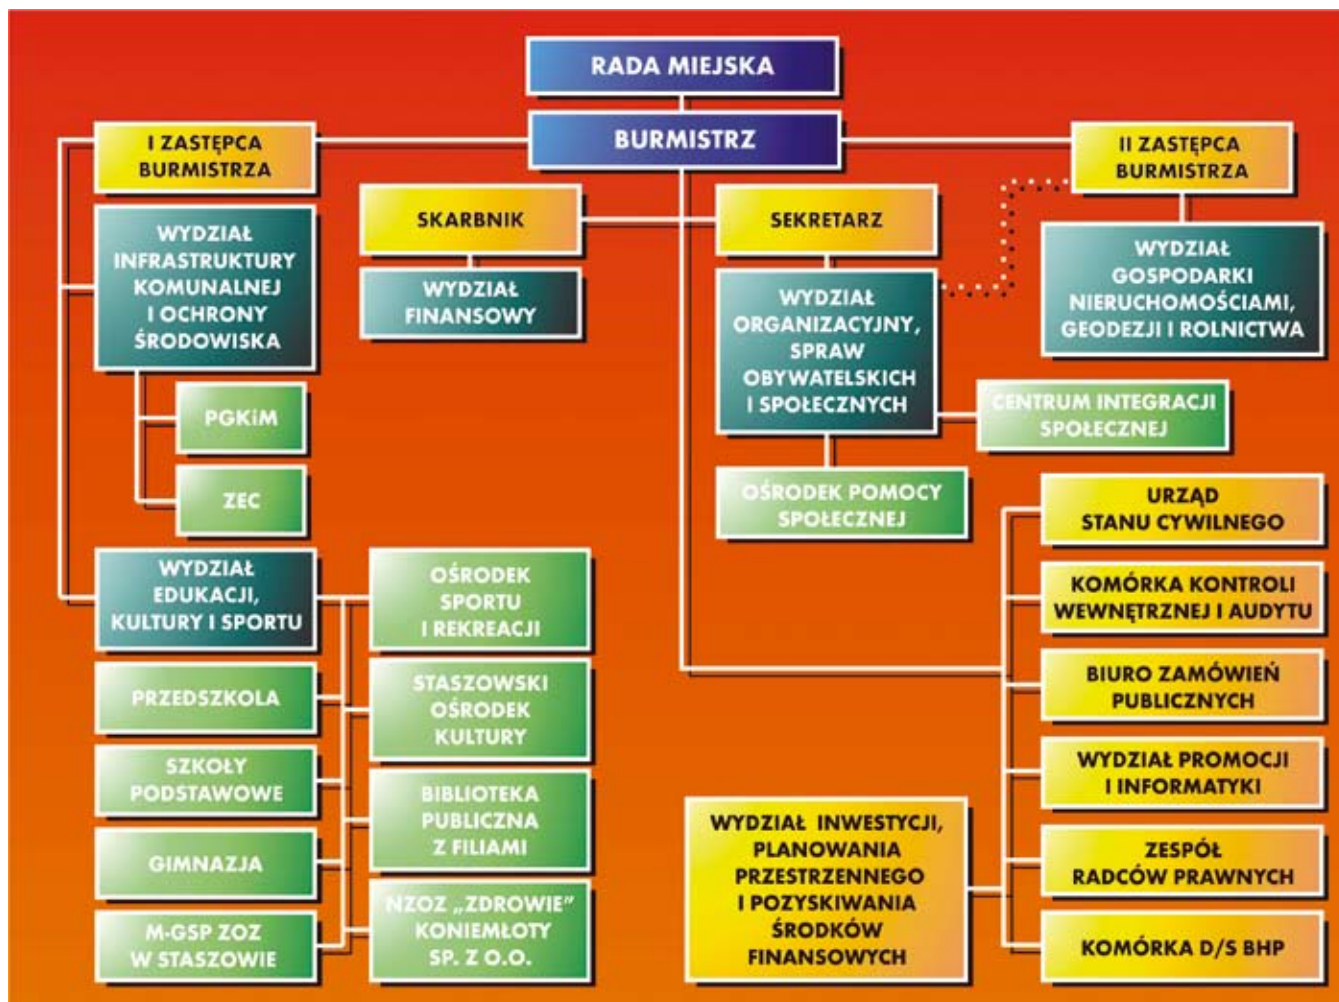 RADA MIEJSKA
BURMISTRZ
I ZASTĘPCA
BURMISTRZA
II ZASTĘPCA
BURMISTRZA
SKARBNIK
SEKRETARZ
WYDZIAŁ
INFRASTRUKTURY
KOMUNALNEJ
I OCHRONY
ŚRODOWISKA
WYDZIAŁ
FINANSOWY
WYDZIAŁ
ORGANIZACYJNY,
SPRAW
OBYWATELSKICH
I SPOŁECZNYCH
WYDZIAŁ
GOSPODARKI
NIERUCHOMOŚCIAMI,
GEODEZJI I ROLNICTWA
PGKiM
ZEC
CENTRUM INTEGRACJI
SPOŁECZNEJ
OŚRODEK POMOCY
SPOŁECZNEJ
WYDZIAŁ
EDUKACJI,
KULTURY I SPORTU
PRZEDSZKOLA
SZKOŁY
PODSTAWOWE
GIMNAZJA
M-GSP ZOZ
W STASZOWIE
OŚRODEK
SPORTU
I REKREACJI
STASZOWSKI
OŚRODEK
KULTURY
BIBLIOTEKA
PUBLICZNA
Z FILIAMI
NZOZ „ZDROWIE”
KONIEMŁOTY
SP. Z O.O.
URZĄD
STANU CYWILNEGO
KOMÓRKA KONTROLI
WEWNĘTRZNEJ I AUDYTU
BIURO ZAMÓWIEŃ
PUBLICZNYCH
WYDZIAŁ PROMOCJI
I INFORMATYKI
ZESPÓŁ
RADCÓW PRAWNYCH
KOMÓRKA D/S BHP
WYDZIAŁ INWESTYCJI,
PLANOWANIA
PRZESTRZENNEGO
I POZYSKIWANIA
ŚRODKÓW
FINANSOWYCH